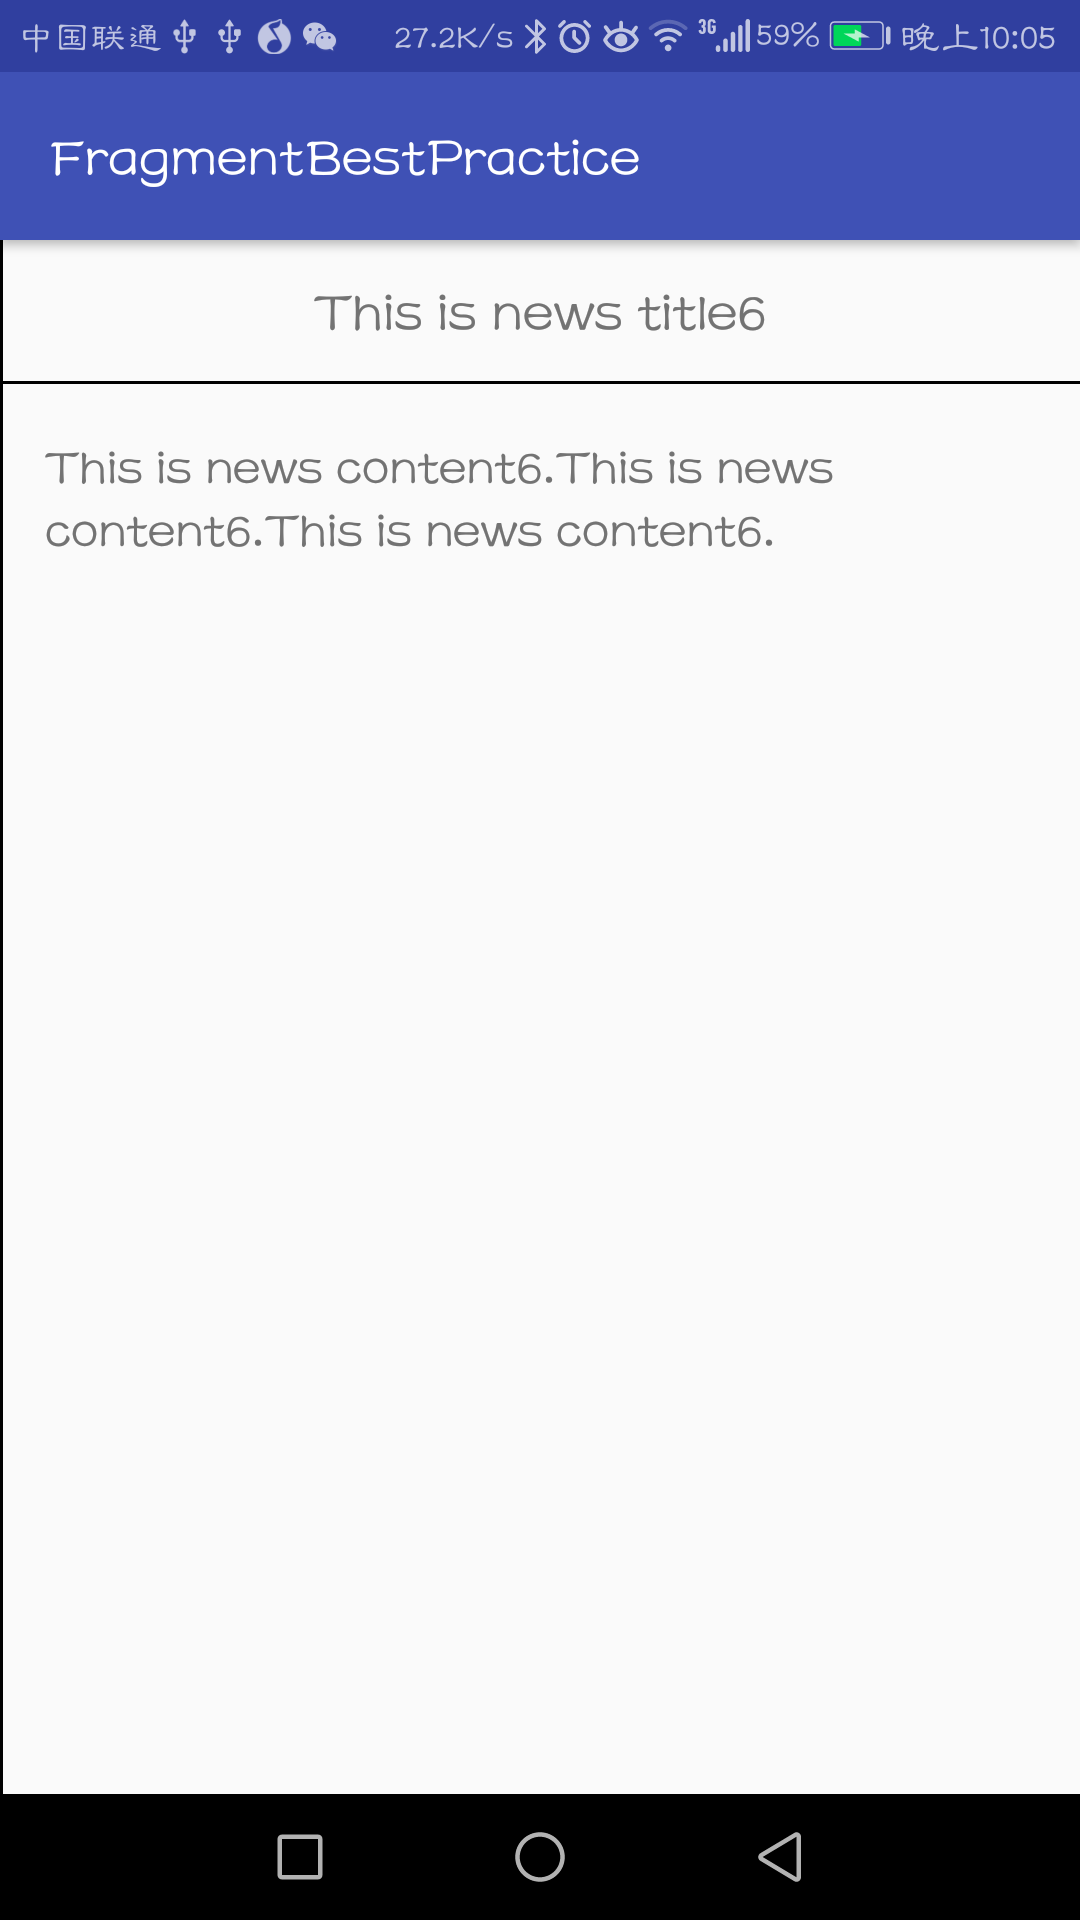 中国联通 27.2K/s 3G 59% 晚上10:05
FragmentBestPractice
This is news title6
This is news content6.This is news
content6.This is news content6.